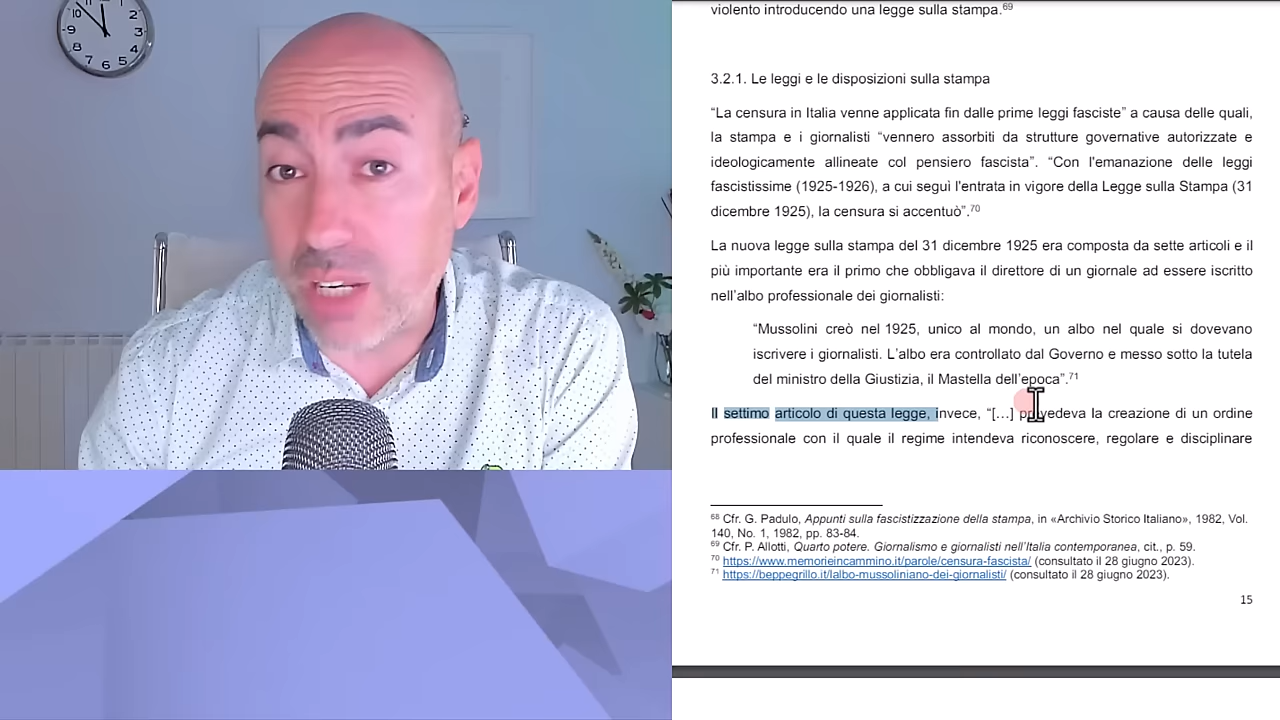 12
2
3
4
5
6
7
8
9
10
violento introducendo una legge sulla stampa.69
3.2.1. Le leggi e le disposizioni sulla stampa
“La censura in Italia venne applicata fin dalle prime leggi fasciste” a causa delle quali,
la stampa e i giornalisti “vennero assorbiti da strutture governative autorizzate e
ideologicamente allineate col pensiero fascista”. “Con l'emanazione delle leggi
fascistissime (1925-1926), a cui seguì l'entrata in vigore della Legge sulla Stampa (31
dicembre 1925), la censura si accentuò”.70
La nuova legge sulla stampa del 31 dicembre 1925 era composta da sette articoli e il
più importante era il primo che obbligava il direttore di un giornale ad essere iscritto
nell’albo professionale dei giornalisti:
“Mussolini creò nel 1925, unico al mondo, un albo nel quale si dovevano
iscrivere i giornalisti. L’albo era controllato dal Governo e messo sotto la tutela
del ministro della Giustizia, il Mastella dell’epoca”.71
Il settimo articolo di questa legge, invece, “[…] prevedeva la creazione di un ordine
professionale con il quale il regime intendeva riconoscere, regolare e disciplinare
68 Cfr. G. Padulo, Appunti sulla fascistizzazione della stampa, in «Archivio Storico Italiano», 1982, Vol.
140, No. 1, 1982, pp. 83-84.
69 Cfr. P. Allotti, Quarto potere. Giornalismo e giornalisti nell’Italia contemporanea, cit., p. 59.
70 https://www.memorieincammino.it/parole/censura-fascista/ (consultato il 28 giugno 2023).
71 https://beppegrillo.it/lalbo-mussoliniano-dei-giornalisti/ (consultato il 28 giugno 2023).
15